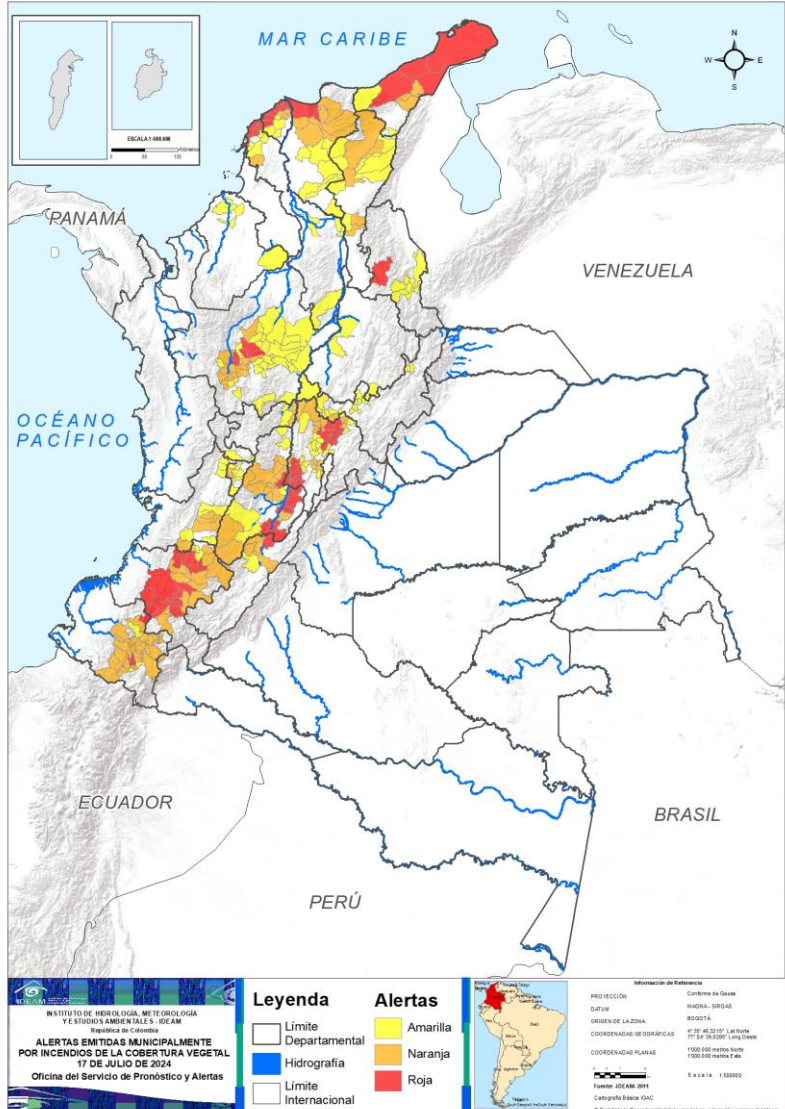 MAR CARIBE
N
W
E
S
ESCALA 1:400.000
PANAMÁ
VENEZUELA
OCÉANO
PACÍFICO
ECUADOR
BRASIL
PERÚ
IDEAM
INSTITUTO DE HIDROLOGÍA, METEOROLOGÍA
Y ESTUDIOS AMBIENTALES - IDEAM
República de Colombia
ALERTAS EMITIDAS MUNICIPALMENTE
POR INCENDIOS DE LA COBERTURA VEGETAL
17 DE JULIO DE 2024
Oficina del Servicio de Pronóstico y Alertas
Leyenda
Límite
Departamental
Hidrografía
Límite
Internacional
Alertas
Amarilla
Naranja
Roja
Información de Referencia
PROYECCIÓN Conforme de Gauss
DATUM MAGNA - SIRGAS
ORIGEN DE LA ZONA BOGOTÁ
COORDENADAS GEOGRÁFICAS
COORDENADAS PLANAS 1'000.000 metros Norte
1'000.000 metros Este
Escala 1:500000
Fuente: IDEAM 2011
Cartografía Básica IGAC